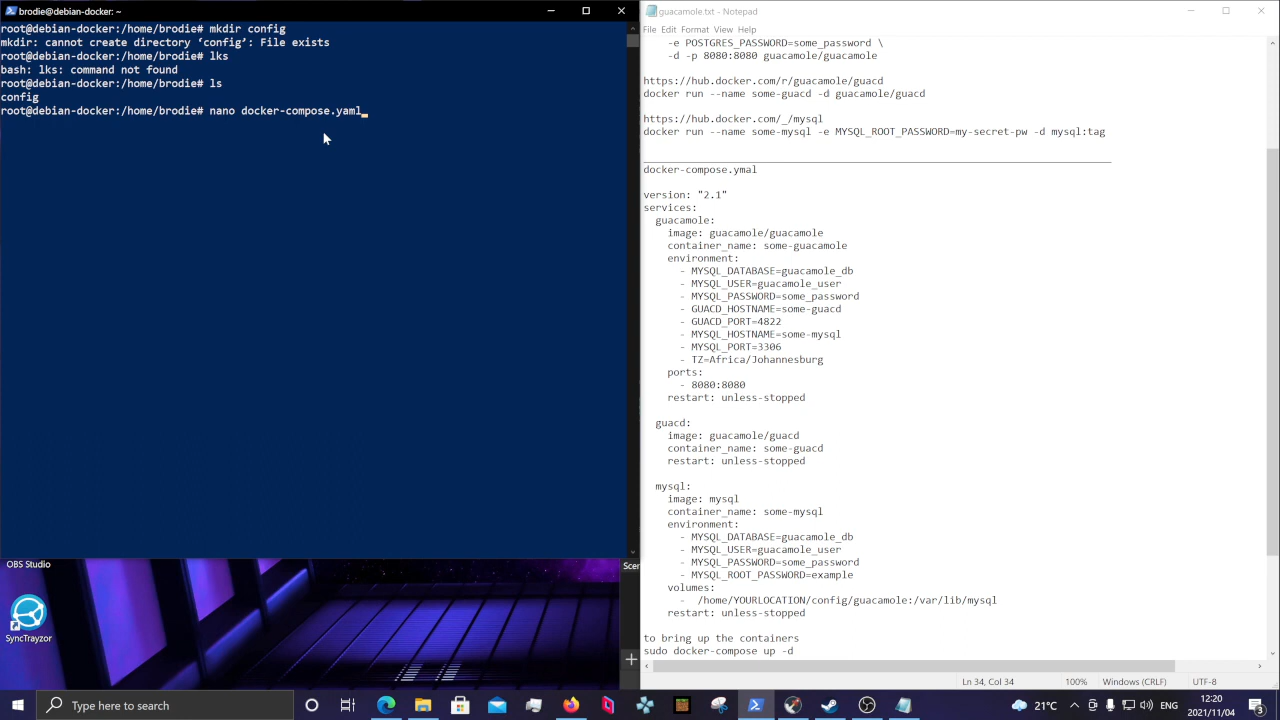 brodie@debian-docker: ~
root@debian-docker:/home/brodie# mkdir config
mkdir: cannot create directory ‘config’: File exists
root@debian-docker:/home/brodie# lks
bash: lks: command not found
root@debian-docker:/home/brodie# ls
config
root@debian-docker:/home/brodie# nano docker-compose.yaml
OBS Studio
SyncTrayzor
guacamole.txt - Notepad
File Edit Format View Help
-e POSTGRES_PASSWORD=some_password \
-d -p 8080:8080 guacamole/guacamole
https://hub.docker.com/r/guacamole/guacd
docker run --name some-guacd -d guacamole/guacd
https://hub.docker.com/_/mysql
docker run --name some-mysql -e MYSQL_ROOT_PASSWORD=my-secret-pw -d mysql:tag
docker-compose.ymal
version: "2.1"
services:
guacamole:
image: guacamole/guacamole
container_name: some-guacamole
environment:
- MYSQL_DATABASE=guacamole_db
- MYSQL_USER=guacamole_user
- MYSQL_PASSWORD=some_password
- GUACD_HOSTNAME=some-guacd
- GUACD_PORT=4822
- MYSQL_HOSTNAME=some-mysql
- MYSQL_PORT=3306
- TZ=Africa/Johannesburg
ports:
- 8080:8080
restart: unless-stopped
guacd:
image: guacamole/guacd
container_name: some-guacd
restart: unless-stopped
mysql:
image: mysql
container_name: some-mysql
environment:
- MYSQL_DATABASE=guacamole_db
- MYSQL_USER=guacamole_user
- MYSQL_PASSWORD=some_password
- MYSQL_ROOT_PASSWORD=example
volumes:
- /home/YOURLOCATION/config/guacamole:/var/lib/mysql
restart: unless-stopped
to bring up the containers
sudo docker-compose up -d
Scer
Ln 34, Col 34
100%
Windows (CRLF)
UTF-8
Type here to search
21°C
ENG
12:20
2021/11/04
3